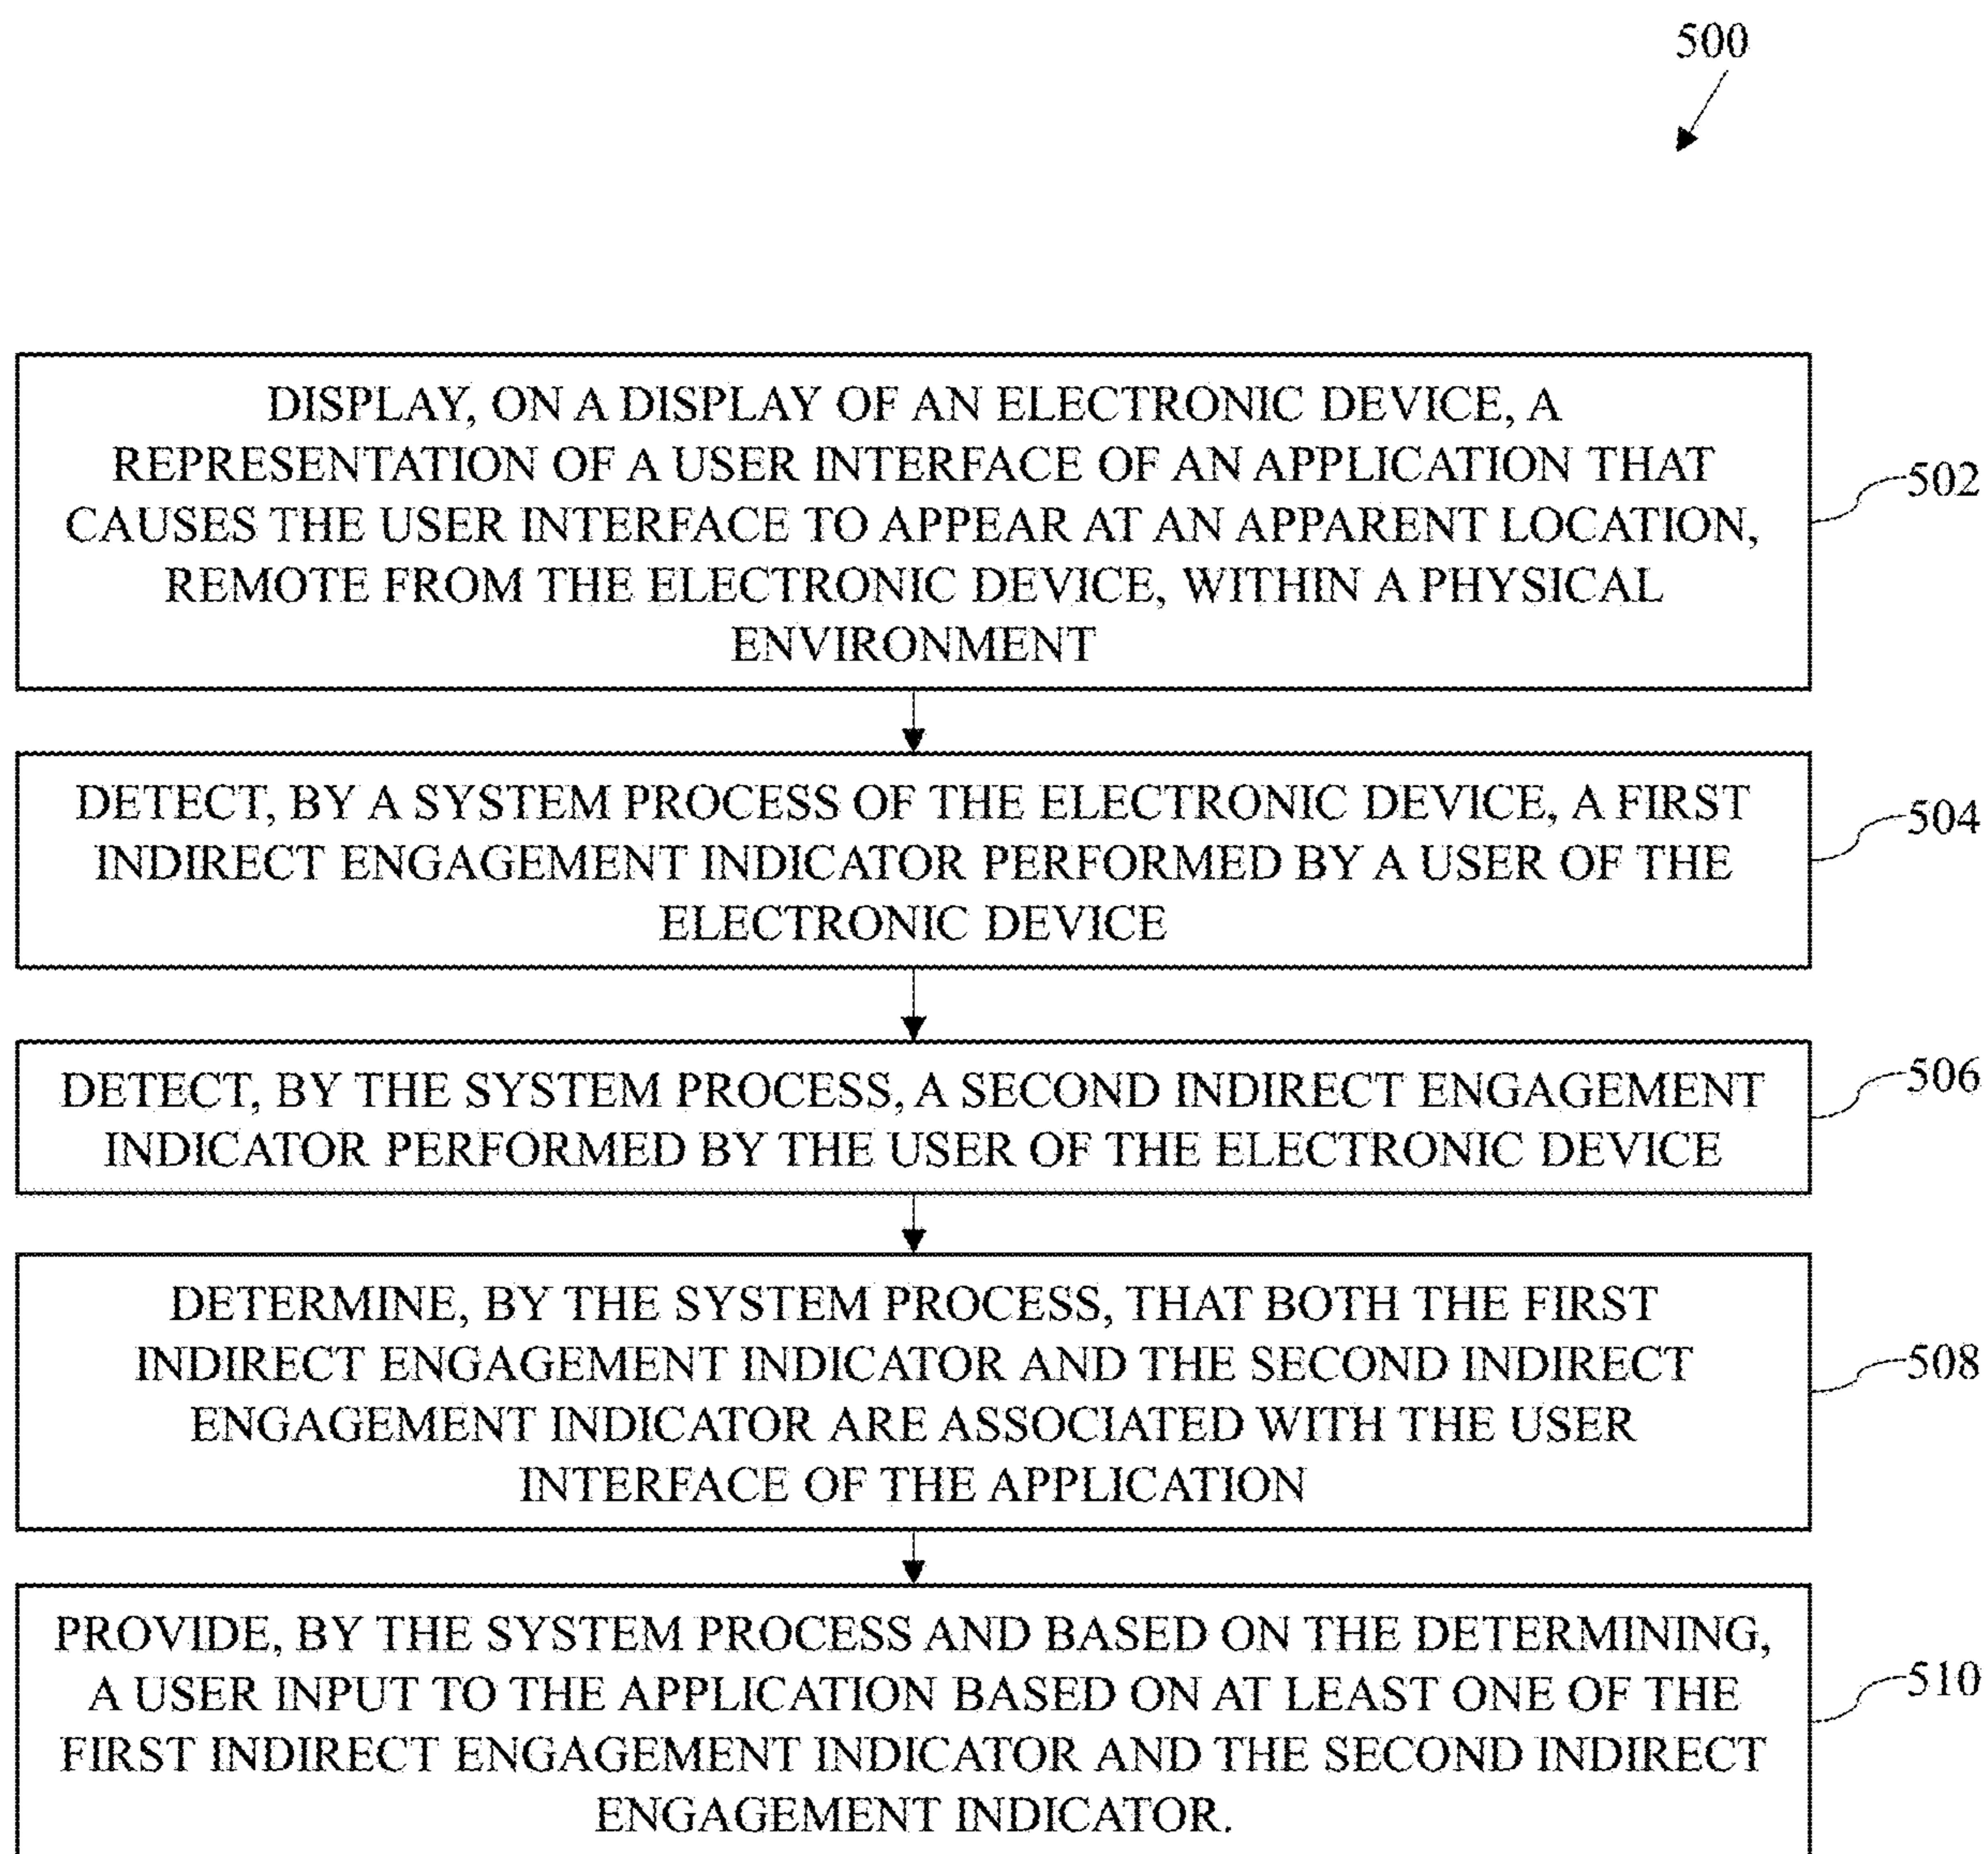 500
DISPLAY, ON A DISPLAY OF AN ELECTRONIC DEVICE, A
REPRESENTATION OF A USER INTERFACE OF AN APPLICATION THAT
CAUSES THE USER INTERFACE TO APPEAR AT AN APPARENT LOCATION,
REMOTE FROM THE ELECTRONIC DEVICE, WITHIN A PHYSICAL
ENVIRONMENT
502
DETECT, BY A SYSTEM PROCESS OF THE ELECTRONIC DEVICE, A FIRST
INDIRECT ENGAGEMENT INDICATOR PERFORMED BY A USER OF THE
ELECTRONIC DEVICE
504
DETECT, BY THE SYSTEM PROCESS, A SECOND INDIRECT ENGAGEMENT
INDICATOR PERFORMED BY THE USER OF THE ELECTRONIC DEVICE
506
DETERMINE, BY THE SYSTEM PROCESS, THAT BOTH THE FIRST
INDIRECT ENGAGEMENT INDICATOR AND THE SECOND INDIRECT
ENGAGEMENT INDICATOR ARE ASSOCIATED WITH THE USER
INTERFACE OF THE APPLICATION
508
PROVIDE, BY THE SYSTEM PROCESS AND BASED ON THE DETERMINING,
A USER INPUT TO THE APPLICATION BASED ON AT LEAST ONE OF THE
FIRST INDIRECT ENGAGEMENT INDICATOR AND THE SECOND INDIRECT
ENGAGEMENT INDICATOR.
510